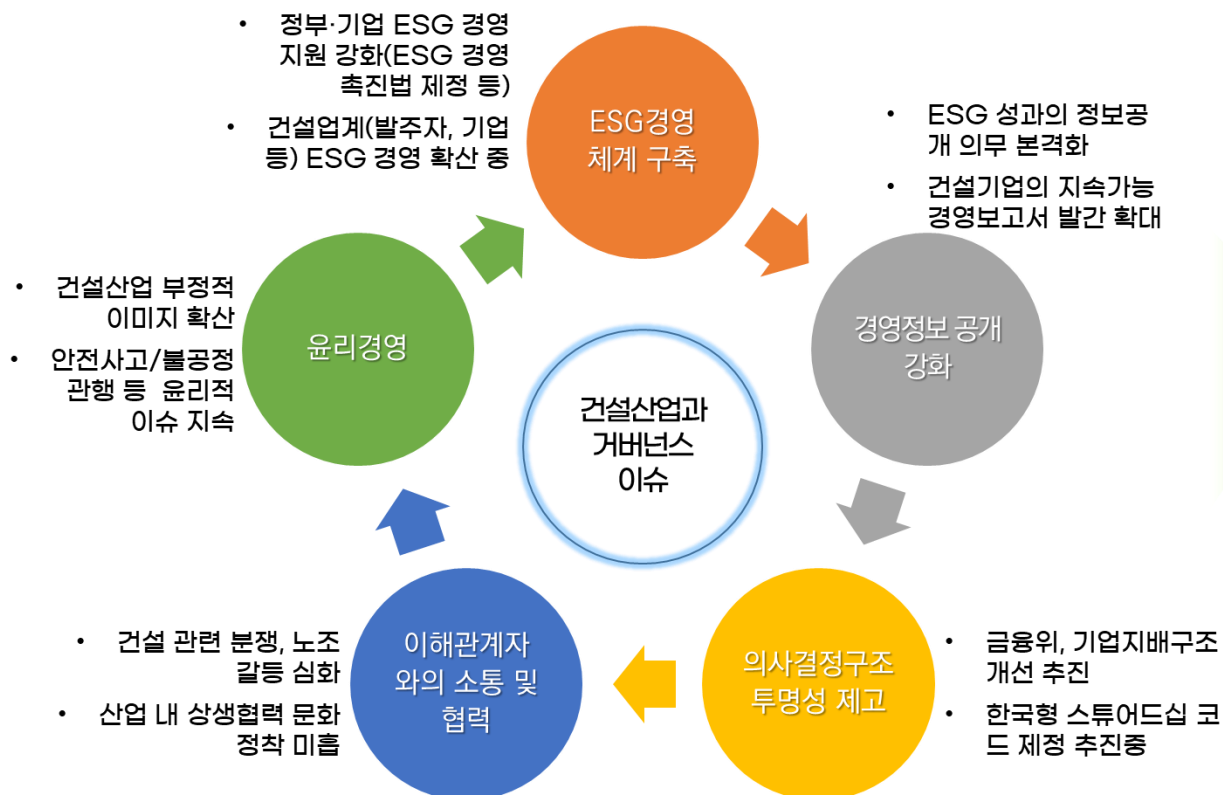 • 정부·기업 ESG 경영
지원 강화(ESG 경영
촉진법 제정 등)
• 건설업계(발주자, 기업
등) ESG 경영 확산 중
ESG경영
체계 구축
• ESG 성과의 정보공
개 의무 본격화
• 건설기업의 지속가능
경영보고서 발간 확대
경영정보 공개
강화
• 금융위, 기업지배구조
개선 추진
• 한국형 스튜어드십 코
드 제정 추진중
의사결정구조
투명성 제고
이해관계자
와의 소통 및
협력
• 건설 관련 분쟁, 노조
갈등 심화
• 산업 내 상생협력 문화
정착 미흡
윤리경영
• 건설산업 부정적
이미지 확산
• 안전사고/불공정
관행 등 윤리적
이슈 지속
건설산업과
거버넌스
이슈